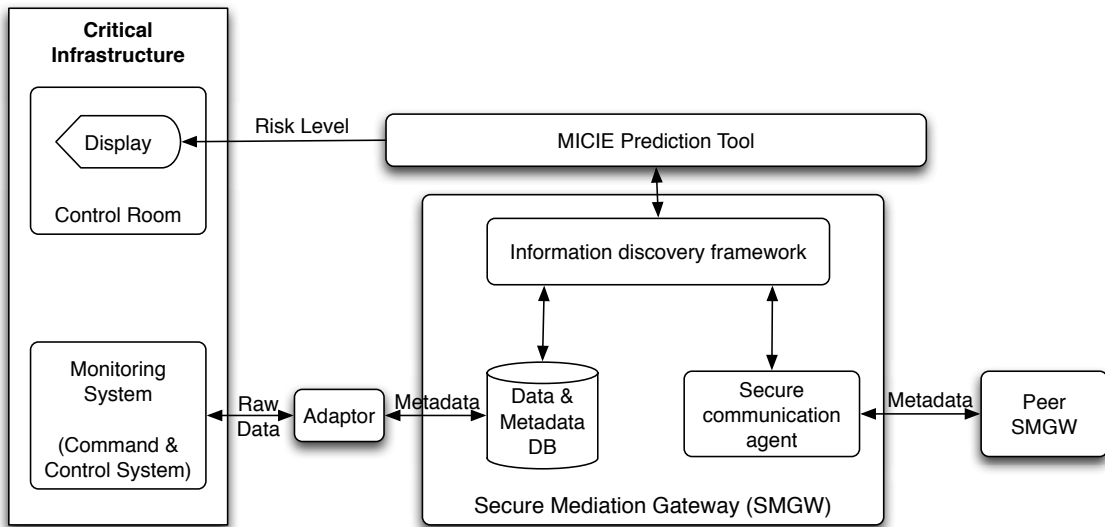 Critical
Infrastructure
Display
Control Room
Risk Level
MICIE Prediction Tool
Information discovery framework
Monitoring
System
(Command &
Control System)
Raw
Data
Adaptor
Metadata
Data &
Metadata
DB
Secure
communication
agent
Metadata
Peer
SMGW
Secure Mediation Gateway (SMGW)